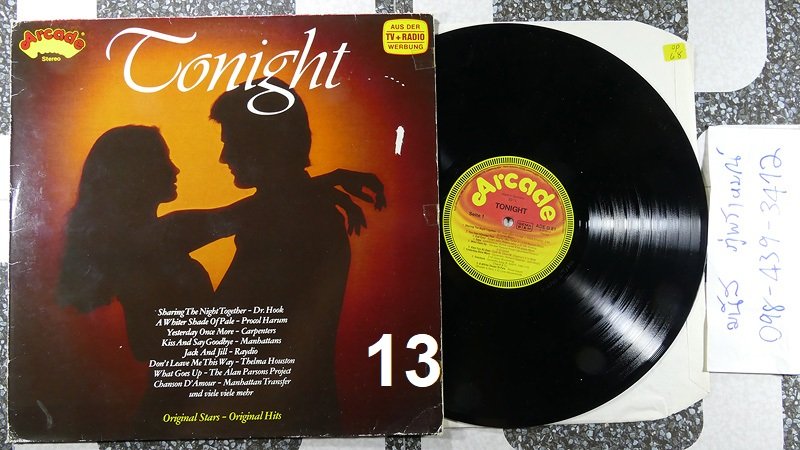 Arcade
Stereo
Tonight
AUS DER
TV + RADIO
WERBUNG
Sharing The Night Together – Dr. Hook
A Whiter Shade Of Pale – Procol Harum
Yesterday Once More – Carpenters
Kiss And Say Goodbye – Manhattans
Jack And Jill – Raydio
Don't Leave Me This Way – Thelma Houston
What Goes Up – The Alan Parsons Project
Chanson D'Amour – Manhattan Transfer
und viele viele mehr
Original Stars – Original Hits
13
Arcade
TONIGHT
Seite 1
098-439-3412